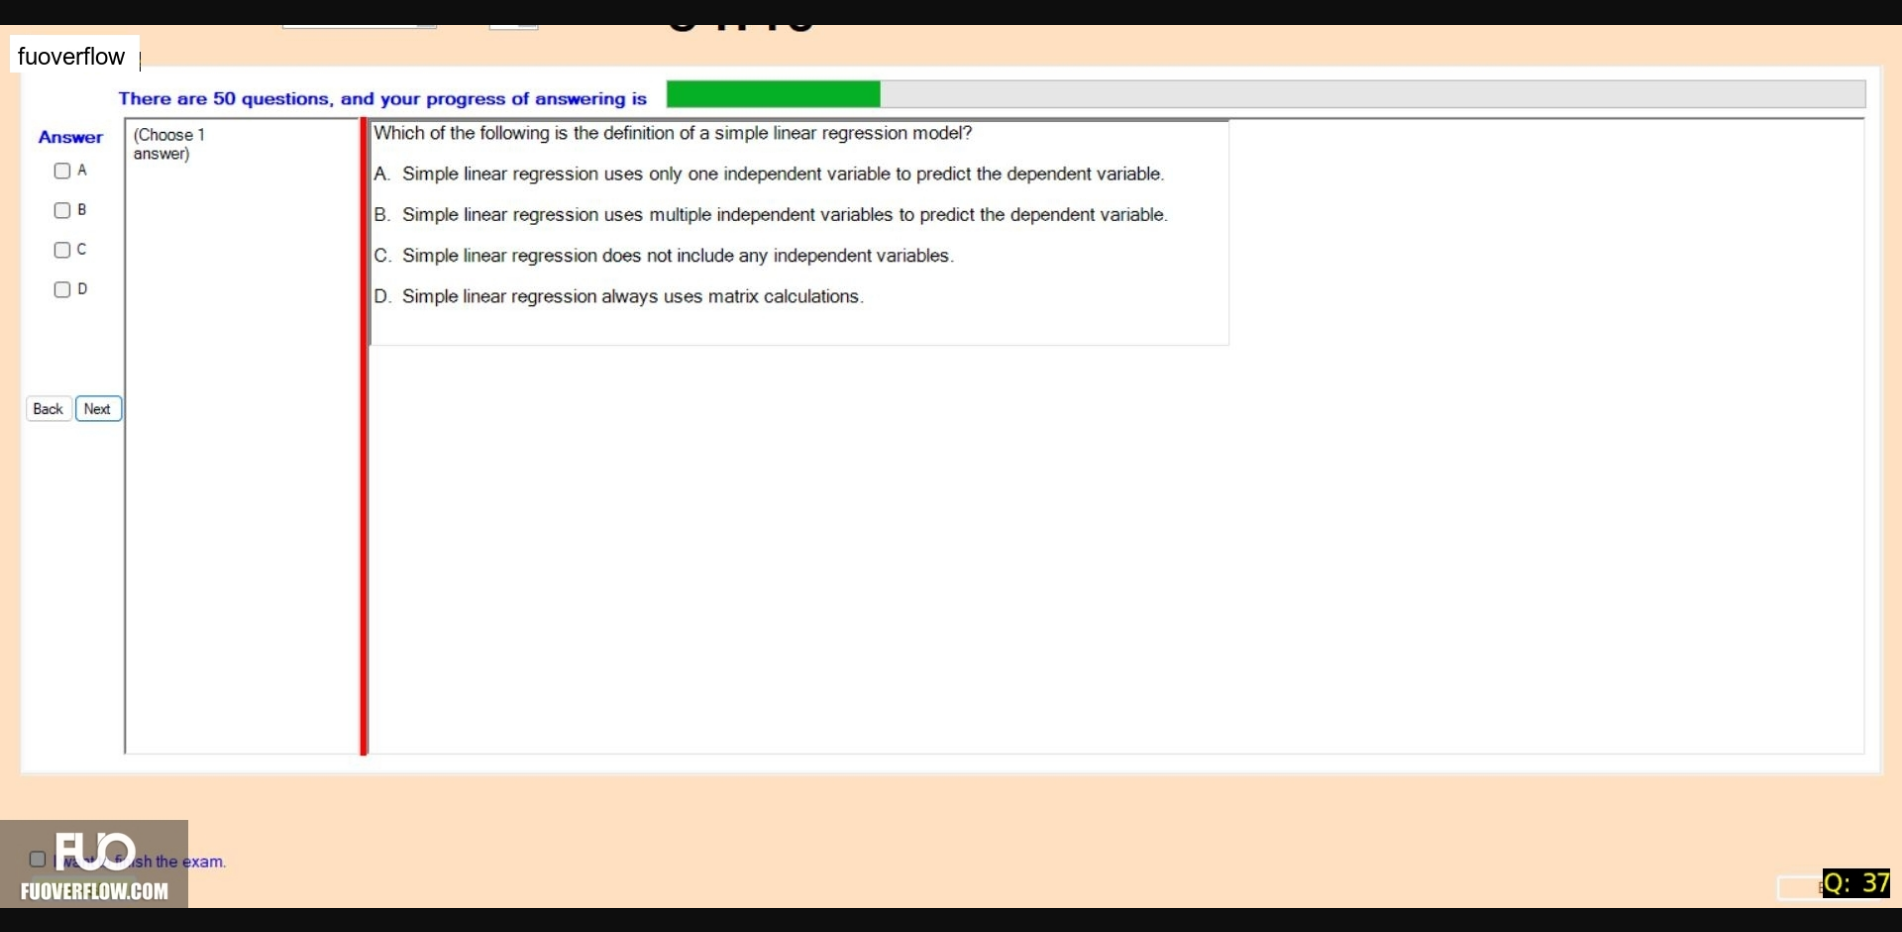 fuoverflow
There are 50 questions, and your progress of answering is
Answer
(Choose 1
answer)
A
B
C
D
Back Next
Which of the following is the definition of a simple linear regression model?
A. Simple linear regression uses only one independent variable to predict the dependent variable.
B. Simple linear regression uses multiple independent variables to predict the dependent variable.
C. Simple linear regression does not include any independent variables.
D. Simple linear regression always uses matrix calculations.
FUO
the exam.
FUOVERFLOW.COM
Q: 37